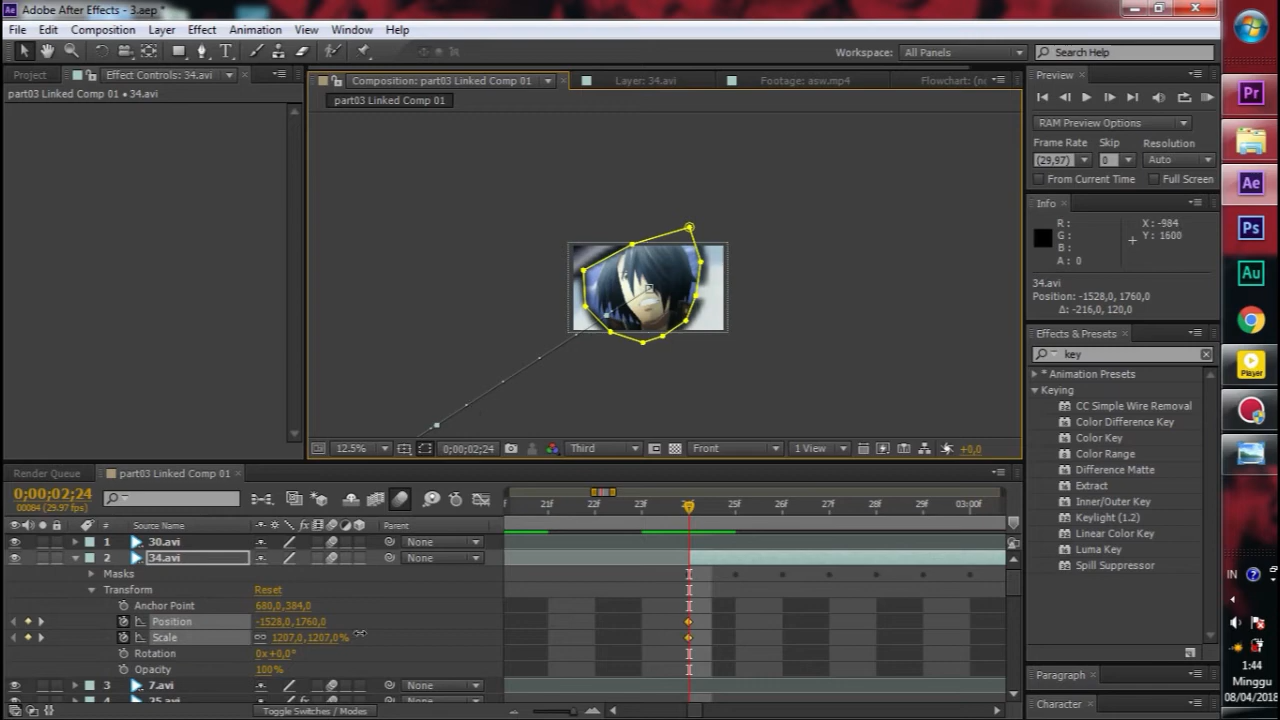 Adobe After Effects - 3.aep *
File Edit Composition Layer Effect Animation View Window Help
Workspace: All Panels Search Help
Project Effect Controls: 34.avi Composition: part03 Linked Comp 01 Layer: 34.avi Footage: asw.mp4 Flowchart: (n
part03 Linked Comp 01 • 34.avi
part03 Linked Comp 01
Preview
RAM Preview Options
Frame Rate Skip Resolution
(29,97) 0 Auto
From Current Time Full Screen
Info
R : X: -984
G : Y: 1600
B :
A : 0
34.avi
Position: -1528,0, 1760,0
Δ: -216,0, 120,0
Effects & Presets
key
* Animation Presets
Keying
CC Simple Wire Removal
Color Difference Key
Color Key
Color Range
Difference Matte
Extract
Inner/Outer Key
Keylight (1.2)
Linear Color Key
Luma Key
Spill Suppressor
Paragraph
Character
12.5% 0;00;02;24 Third Front 1 View +0,0
Render Queue part03 Linked Comp 01
0;00;02;24
00084 (29.97 fps)
f 21f 22f 23f 25f 26f 27f 28f 29f 03:00f
# Source Name Parent
1 30.avi None
2 34.avi None
Masks
Transform Reset
Anchor Point 680,0,384,0
Position -1528,0,1760,0
Scale 1207,0,1207,0%
Rotation 0x+0,0°
Opacity 100%
3 7.avi None
4 25.avi None
Toggle Switches / Modes
Pr
Ae
Ps
Au
Player
IN
1:44
Minggu
08/04/2018